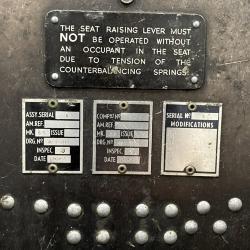 THE SEAT RAISING LEVER MUST
NOT BE OPERATED WITHOUT
AN OCCUPANT IN THE SEAT
DUE TO TENSION OF THE
COUNTERBALANCING SPRINGS.
ASSY. SERIAL
AM. REF.
MK. ISSUE
DRG. Nº
INSPEC.
DATE
COMPT. Nº
AM. REF.
MK. ISSUE
DRG. Nº
INSPEC.
DATE
SERIAL Nº
MODIFICATIONS